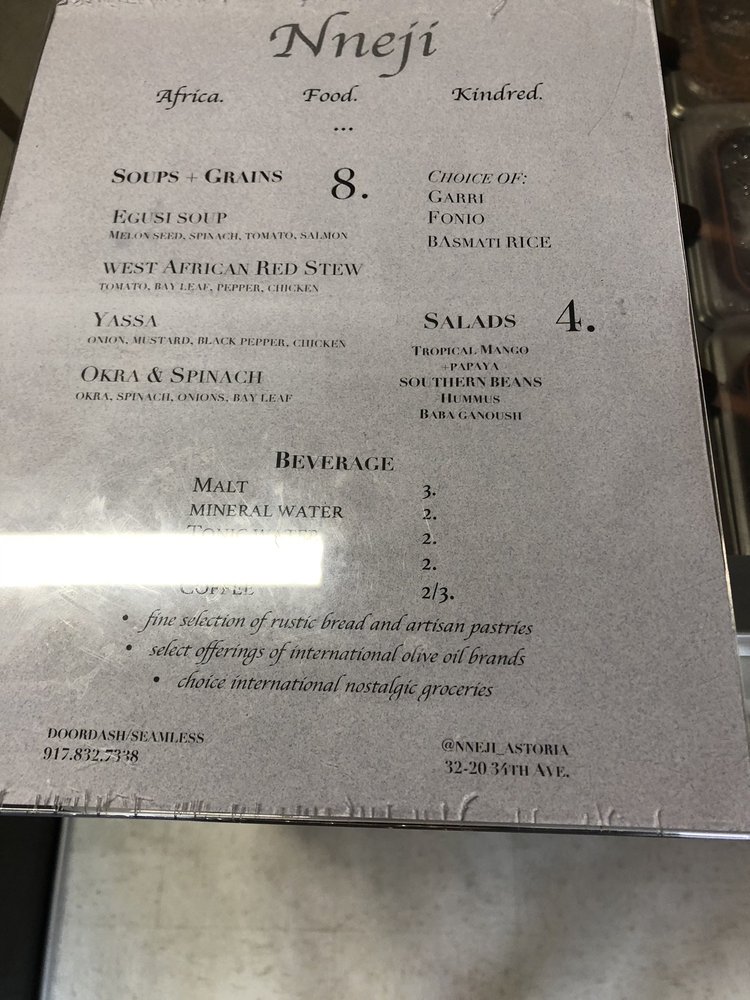 Nneji
Africa. Food. Kindred.
...
SOUPS + GRAINS 8.
EGUSI SOUP
MELON SEED, SPINACH, TOMATO, SALMON
WEST AFRICAN RED STEW
TOMATO, BAY LEAF, PEPPER, CHICKEN
YASSA
ONION, MUSTARD, BLACK PEPPER, CHICKEN
OKRA & SPINACH
OKRA, SPINACH, ONIONS, BAY LEAF
CHOICE OF:
GARRI
FONIO
BASMATI RICE
SALADS 4.
TROPICAL MANGO
+PAPAYA
SOUTHERN BEANS
HUMMUS
BABA GANOUSH
BEVERAGE
MALT 3.
MINERAL WATER 2.
TONIC WATER 2.
2.
COFFEE 2/3.
• fine selection of rustic bread and artisan pastries
• select offerings of international olive oil brands
• choice international nostalgic groceries
DOORDASH/SEAMLESS
917.832.7338
@NNEJI_ASTORIA
32-20 34TH AVE.